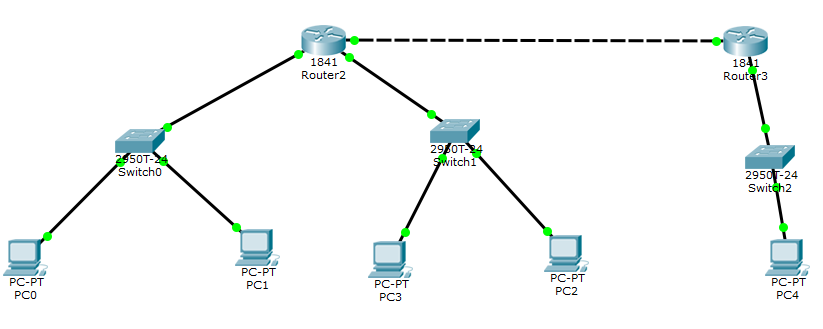 1841
Router2
1841
Router3
2950T-24
Switch0
2950T-24
Switch1
2950T-24
Switch2
PC-PT
PC0
PC-PT
PC1
PC-PT
PC3
PC-PT
PC2
PC-PT
PC4